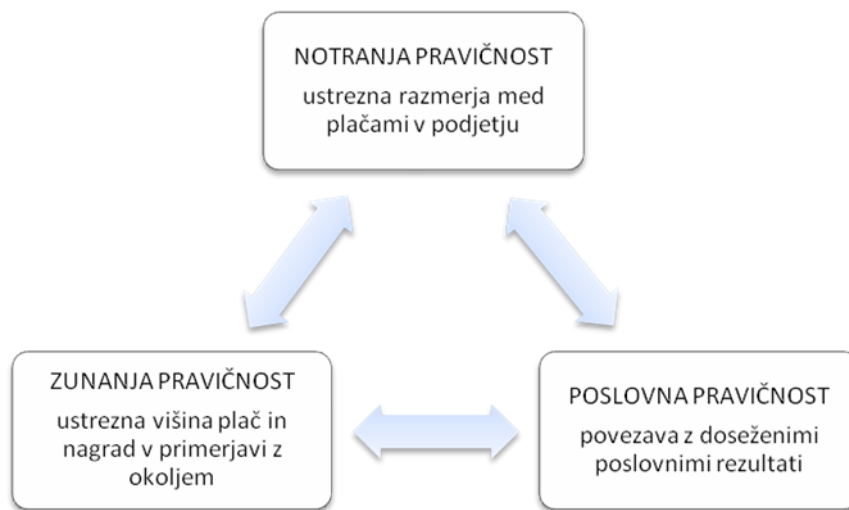 NOTRANJA PRAVIČNOST
ustrezna razmerja med
plačami v podjetju
ZUNANJA PRAVIČNOST
ustrezna višina plač in
nagrad v primerjavi z
okoljem
POSLOVNA PRAVIČNOST
povezava z doseženimi
poslovnimi rezultati